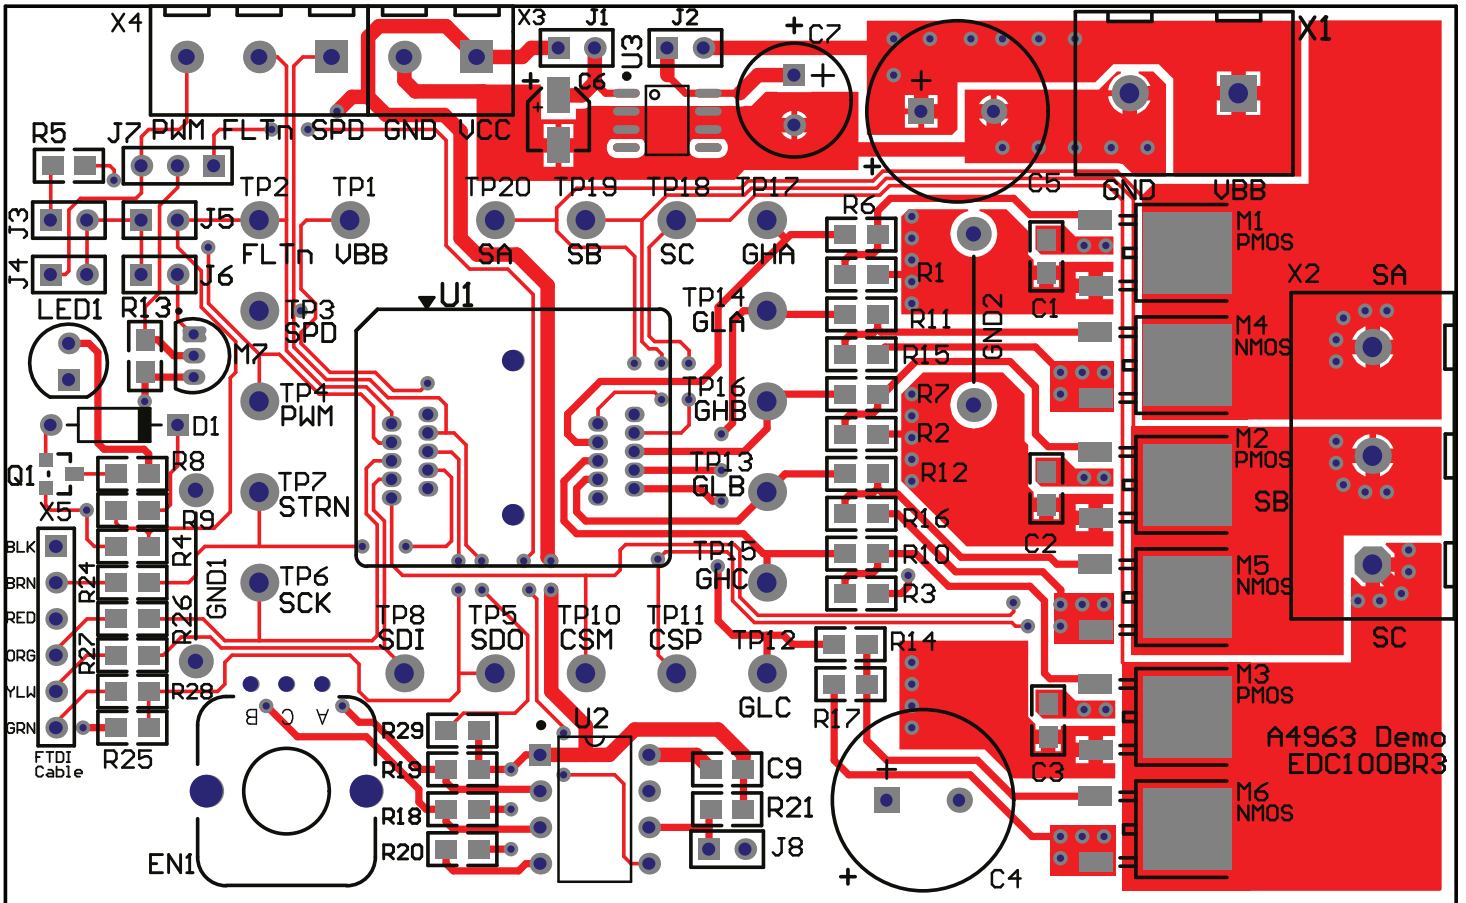 X4
X3
J1
J2
U3
C7
X1
C6
R5
J7
PWM
FLTn
SPD
GND
VCC
C5
GND
VBB
TP2
TP1
TP20
TP19
TP18
TP17
J3
J5
FLTn
VBB
SA
SB
SC
GHA
R6
M1
PMOS
J4
J6
R1
X2
SA
LED1
R13
TP3
SPD
U1
TP14
GLA
R11
GND2
C1
M4
NMOS
M7
R15
TP4
PWM
TP16
GHB
R7
D1
R2
M2
PMOS
Q1
R8
TP7
STRN
TP13
GLB
R12
SB
X5
R9
R16
C2
BLK
R4
TP15
GHC
R10
M5
NMOS
BRN
R24
GND1
TP6
SCK
R3
RED
R26
TP8
SDI
TP5
SDO
TP10
CSM
TP11
CSP
TP12
R14
SC
ORG
R27
YLW
R28
GLC
M3
PMOS
GRN
B
C
A
R29
U2
R17
FTDI
Cable
R25
R19
C9
C3
A4963 Demo
EDC100BR3
R18
R21
M6
NMOS
EN1
R20
J8
C4